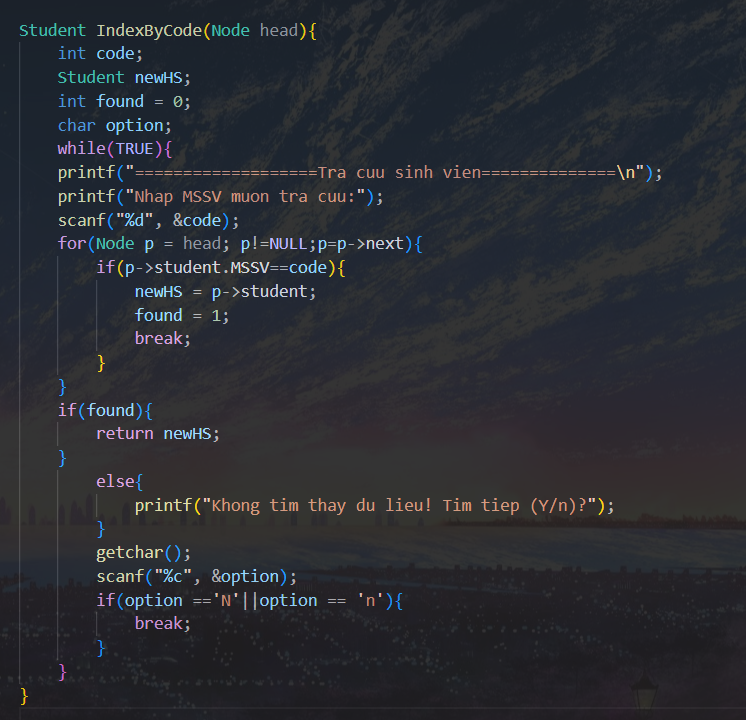 Student IndexByCode(Node head){
    int code;
    Student newHS;
    int found = 0;
    char option;
    while(TRUE){
    printf("===================Tra cuu sinh vien==============\n");
    printf("Nhap MSSV muon tra cuu:");
    scanf("%d", &code);
    for(Node p = head; p!=NULL;p=p->next){
        if(p->student.MSSV==code){
            newHS = p->student;
            found = 1;
            break;
        }
    }
    if(found){
        return newHS;
    }
        else{
            printf("Khong tim thay du lieu! Tim tiep (Y/n)?");
        }
        getchar();
        scanf("%c", &option);
        if(option =='N'||option == 'n'){
            break;
        }
    }
}